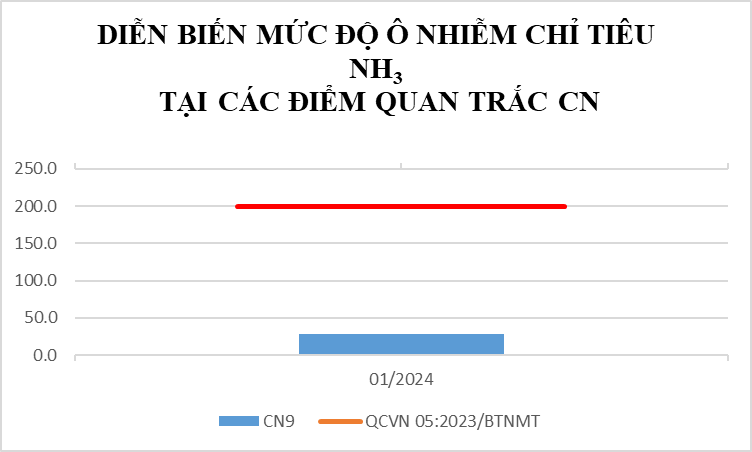 DIỄN BIẾN MỨC ĐỘ Ô NHIỄM CHỈ TIÊU
NH₃
TẠI CÁC ĐIỂM QUAN TRẮC CN
250.0
200.0
150.0
100.0
50.0
0.0
01/2024
CN9
QCVN 05:2023/BTNMT